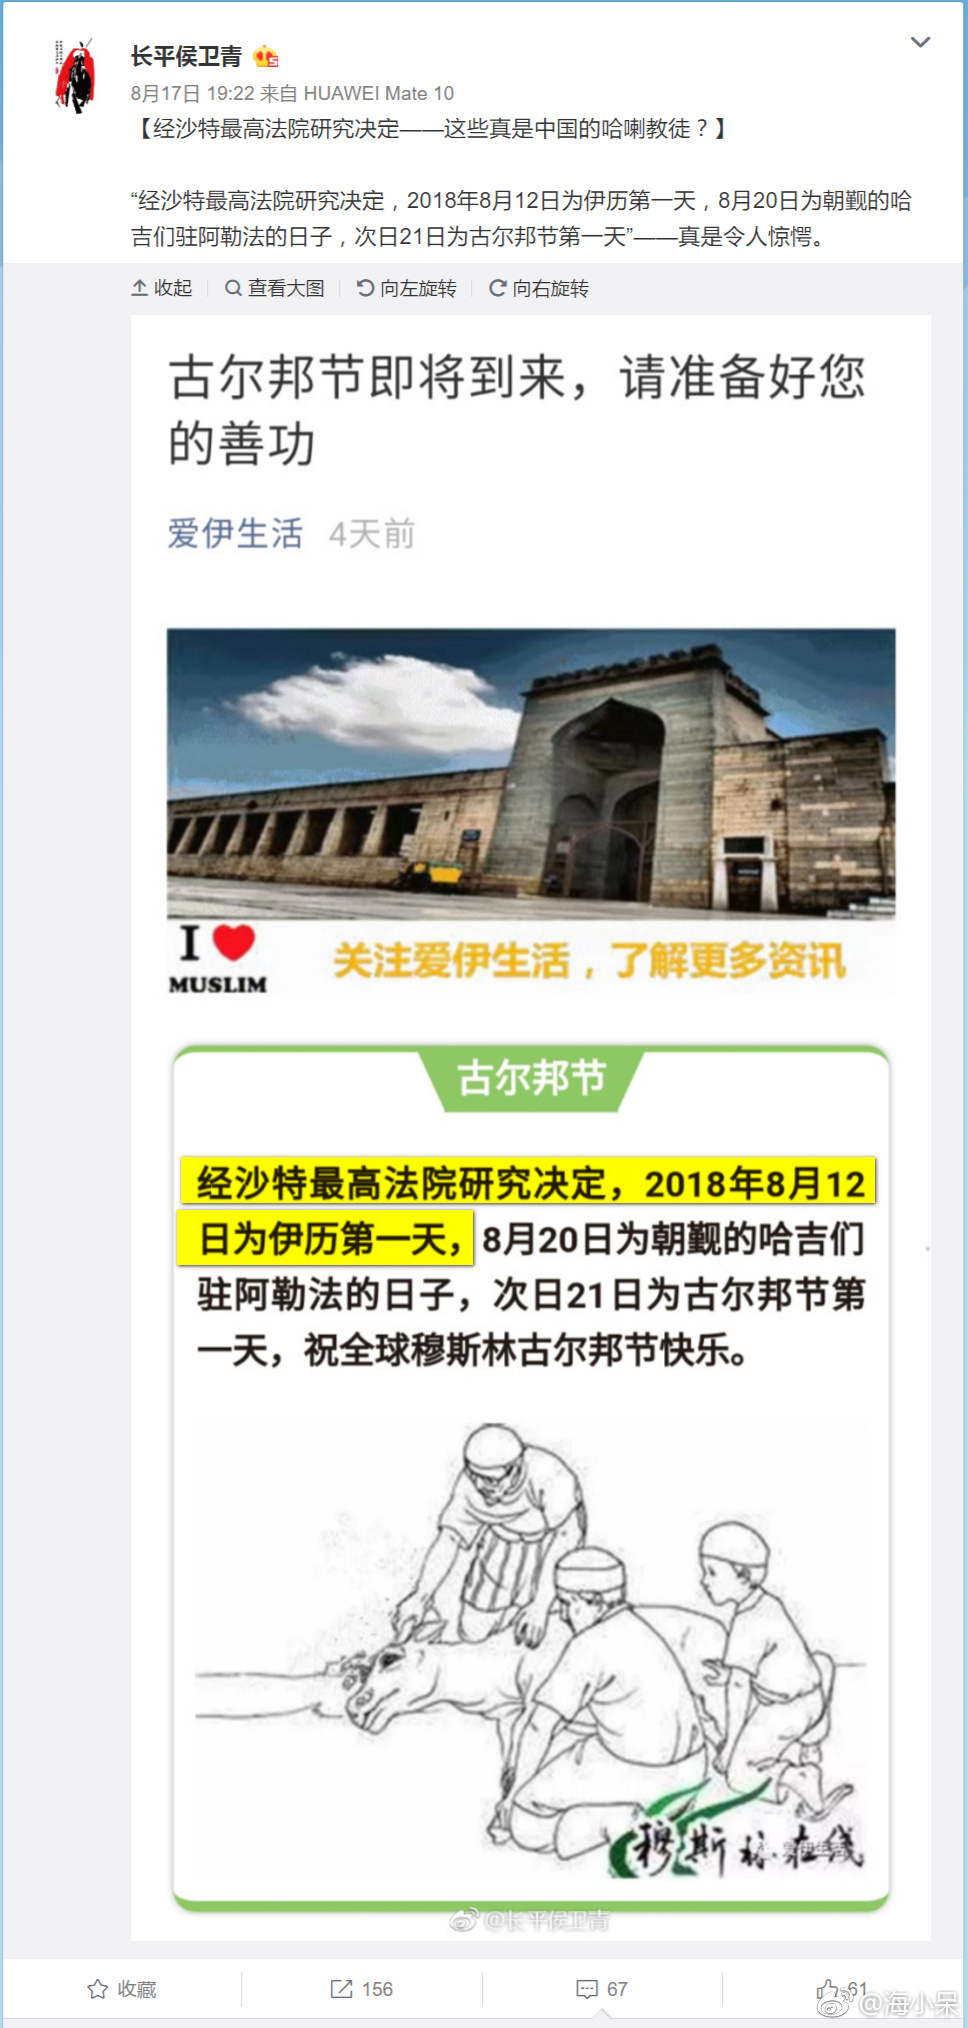 长平侯卫青
8月17日 19:22 来自 HUAWEI Mate 10
【经沙特最高法院研究决定——这些真是中国的哈喇教徒？】
“经沙特最高法院研究决定，2018年8月12日为伊历第一天，8月20日为朝觐的哈
吉们驻阿勒法的日子，次日21日为古尔邦节第一天”——真是令人惊愕。
收起 查看大图 向左旋转 向右旋转
古尔邦节即将到来，请准备好您
的善功
爱伊生活 4天前
I
MUSLIM
关注爱伊生活，了解更多资讯
古尔邦节
经沙特最高法院研究决定，2018年8月12
日为伊历第一天，8月20日为朝觐的哈吉们
驻阿勒法的日子，次日21日为古尔邦节第
一天，祝全球穆斯林古尔邦节快乐。
穆斯林在线
爱伊生活
@长平侯卫青
收藏 156 67 61
@海小呆